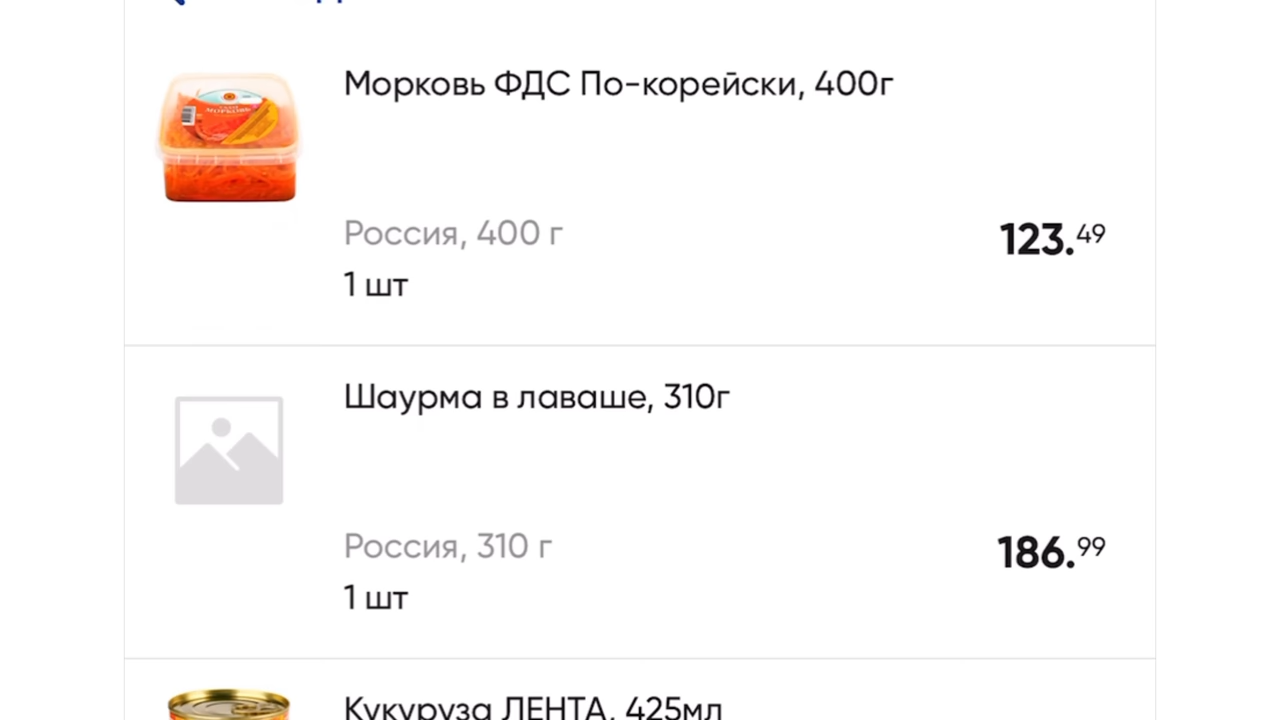 Морковь ФДС По-корейски, 400г
Россия, 400 г
123.49
1 шт
Шаурма в лаваше, 310г
Россия, 310 г
186.99
1 шт
Кукуруза ЛЕНТА, 425мл